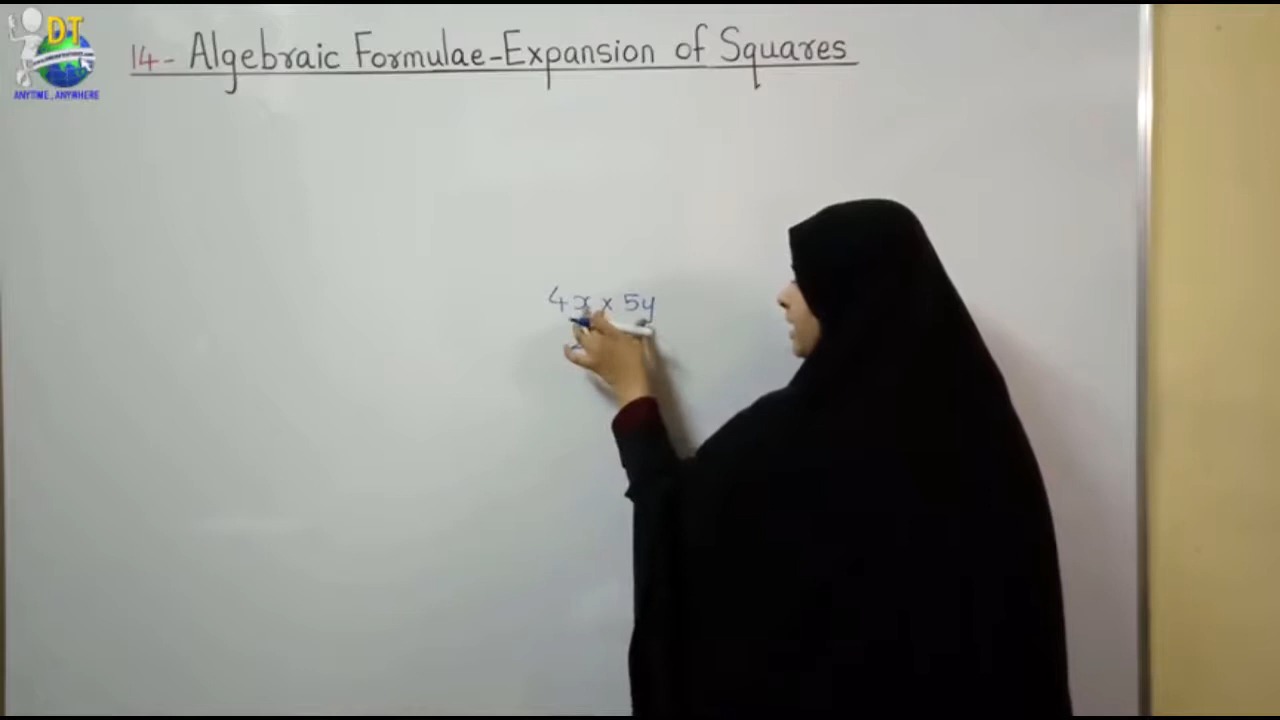 DT
ANYTIME, ANYWHERE
14- Algebraic Formulae-Expansion of Squares
4x × 5y